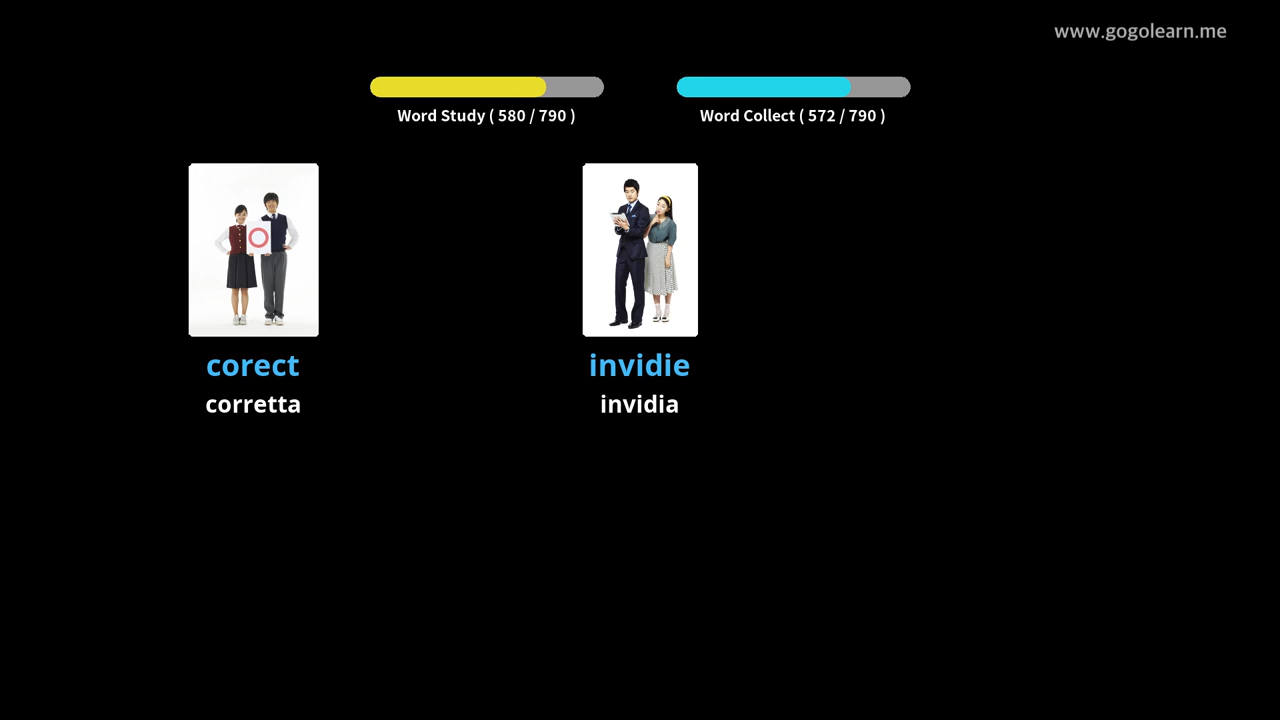 www.gogolearn.me
Word Study ( 580 / 790 )
Word Collect ( 572 / 790 )
corect
corretta
invidie
invidia